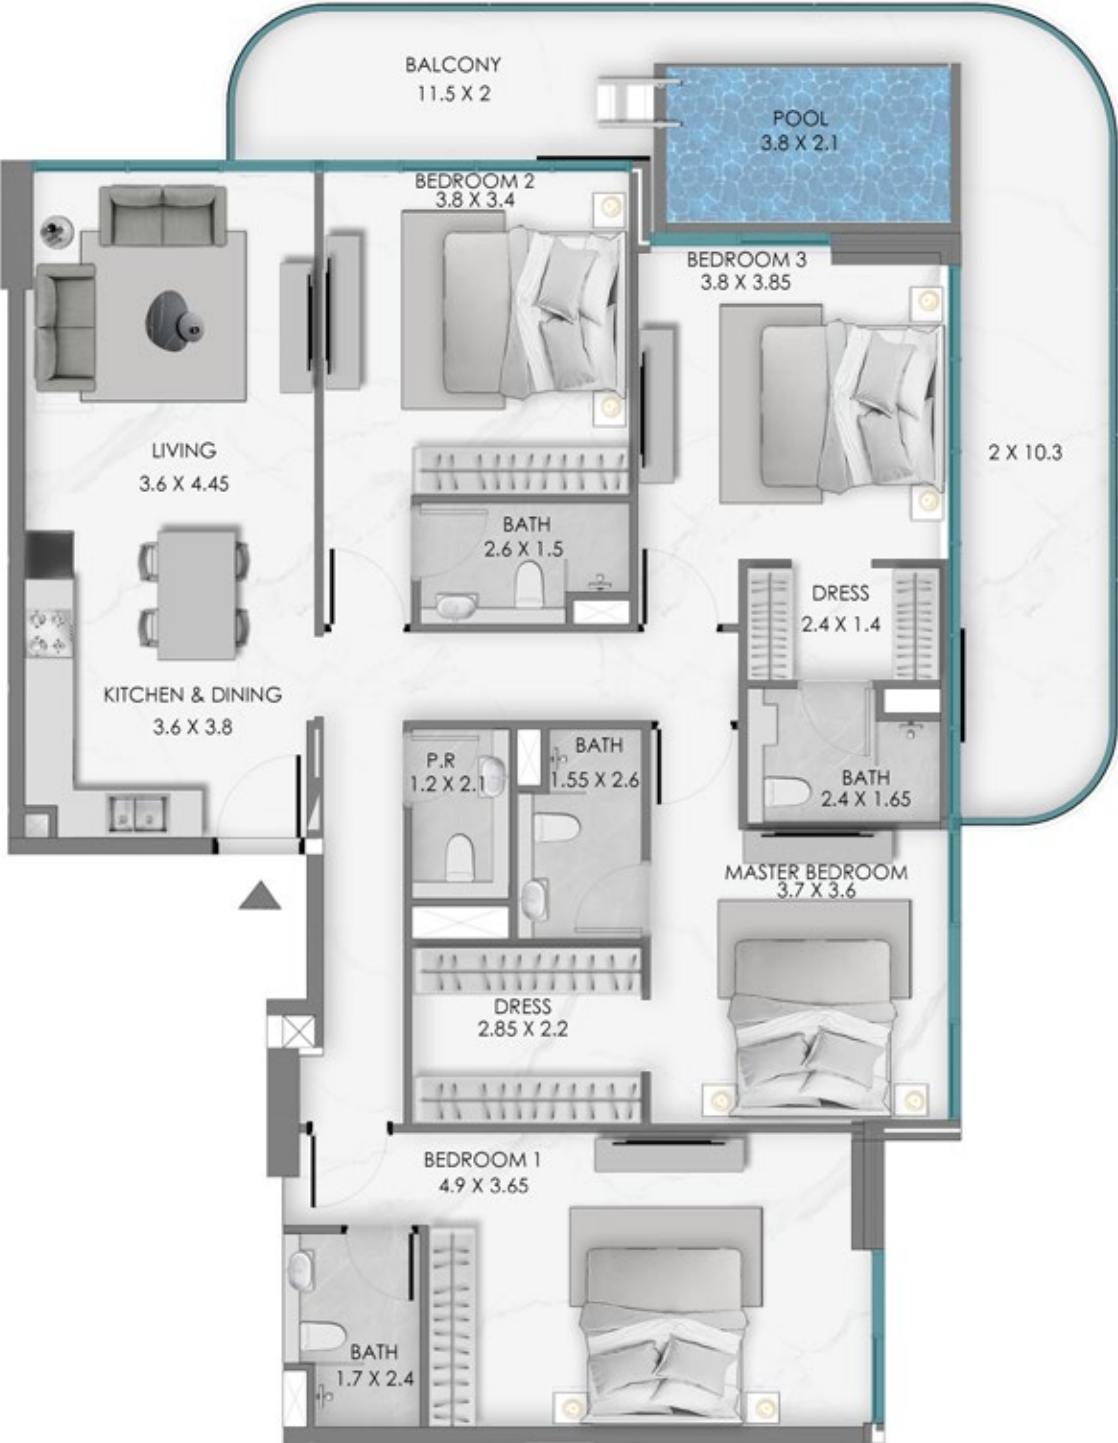 BALCONY
11.5 X 2
POOL
3.8 X 2.1
BEDROOM 2
3.8 X 3.4
BEDROOM 3
3.8 X 3.85
LIVING
3.6 X 4.45
2 X 10.3
BATH
2.6 X 1.5
DRESS
2.4 X 1.4
KITCHEN & DINING
3.6 X 3.8
P.R
1.2 X 2.1
BATH
1.55 X 2.6
BATH
2.4 X 1.65
MASTER BEDROOM
3.7 X 3.6
DRESS
2.85 X 2.2
BEDROOM 1
4.9 X 3.65
BATH
1.7 X 2.4